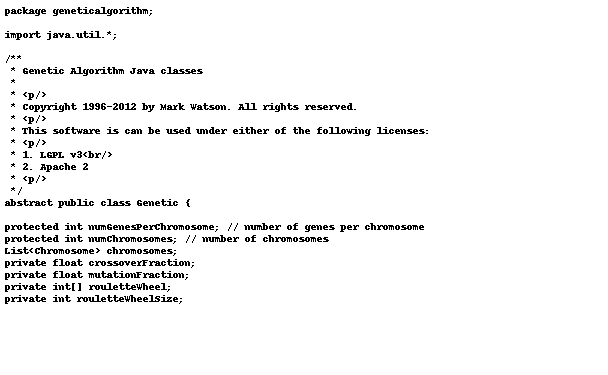 package geneticalgorithm;
import java.util.*;
/**
* Genetic Algorithm Java classes
*
* <p/>
* Copyright 1996-2012 by Mark Watson. All rights reserved.
* <p/>
* This software is can be used under either of the following licenses:
* <p/>
* 1. LGPL v3<br/>
* 2. Apache 2
* <p/>
*/
abstract public class Genetic {
protected int numGenesPerChromosome; // number of genes per chromosome
protected int numChromosomes; // number of chromosomes
List<Chromosome> chromosomes;
private float crossoverFraction;
private float mutationFraction;
private int[] rouletteWheel;
private int rouletteWheelSize;